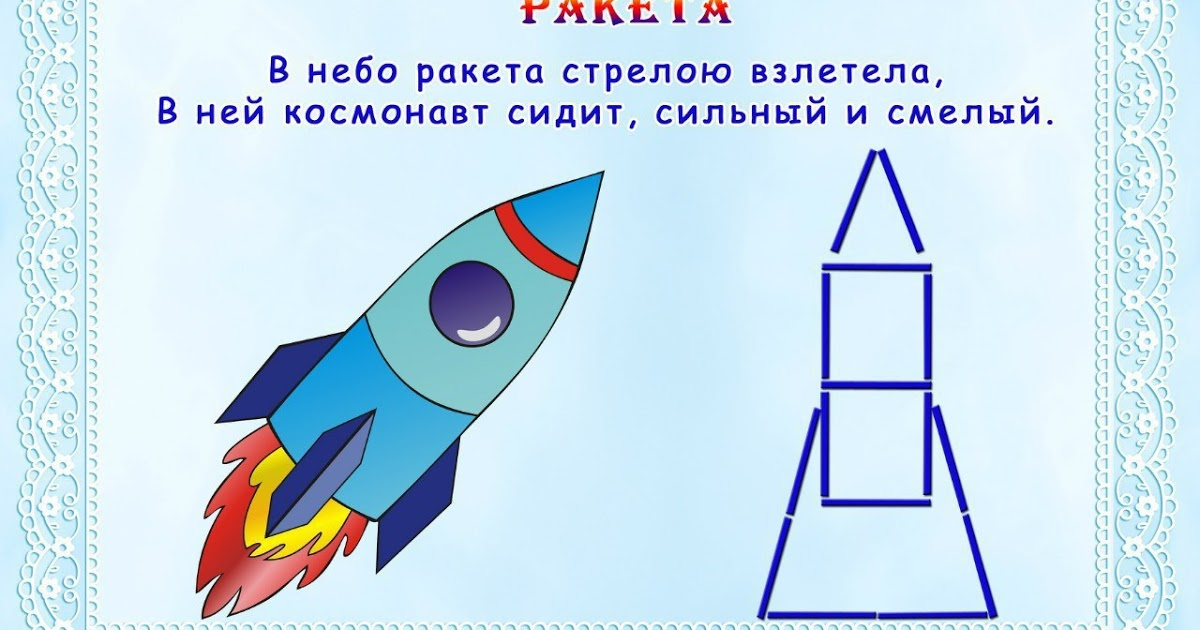 РАКЕТА
В небо ракета стрелою взлетела,
В ней космонавт сидит, сильный и смелый.